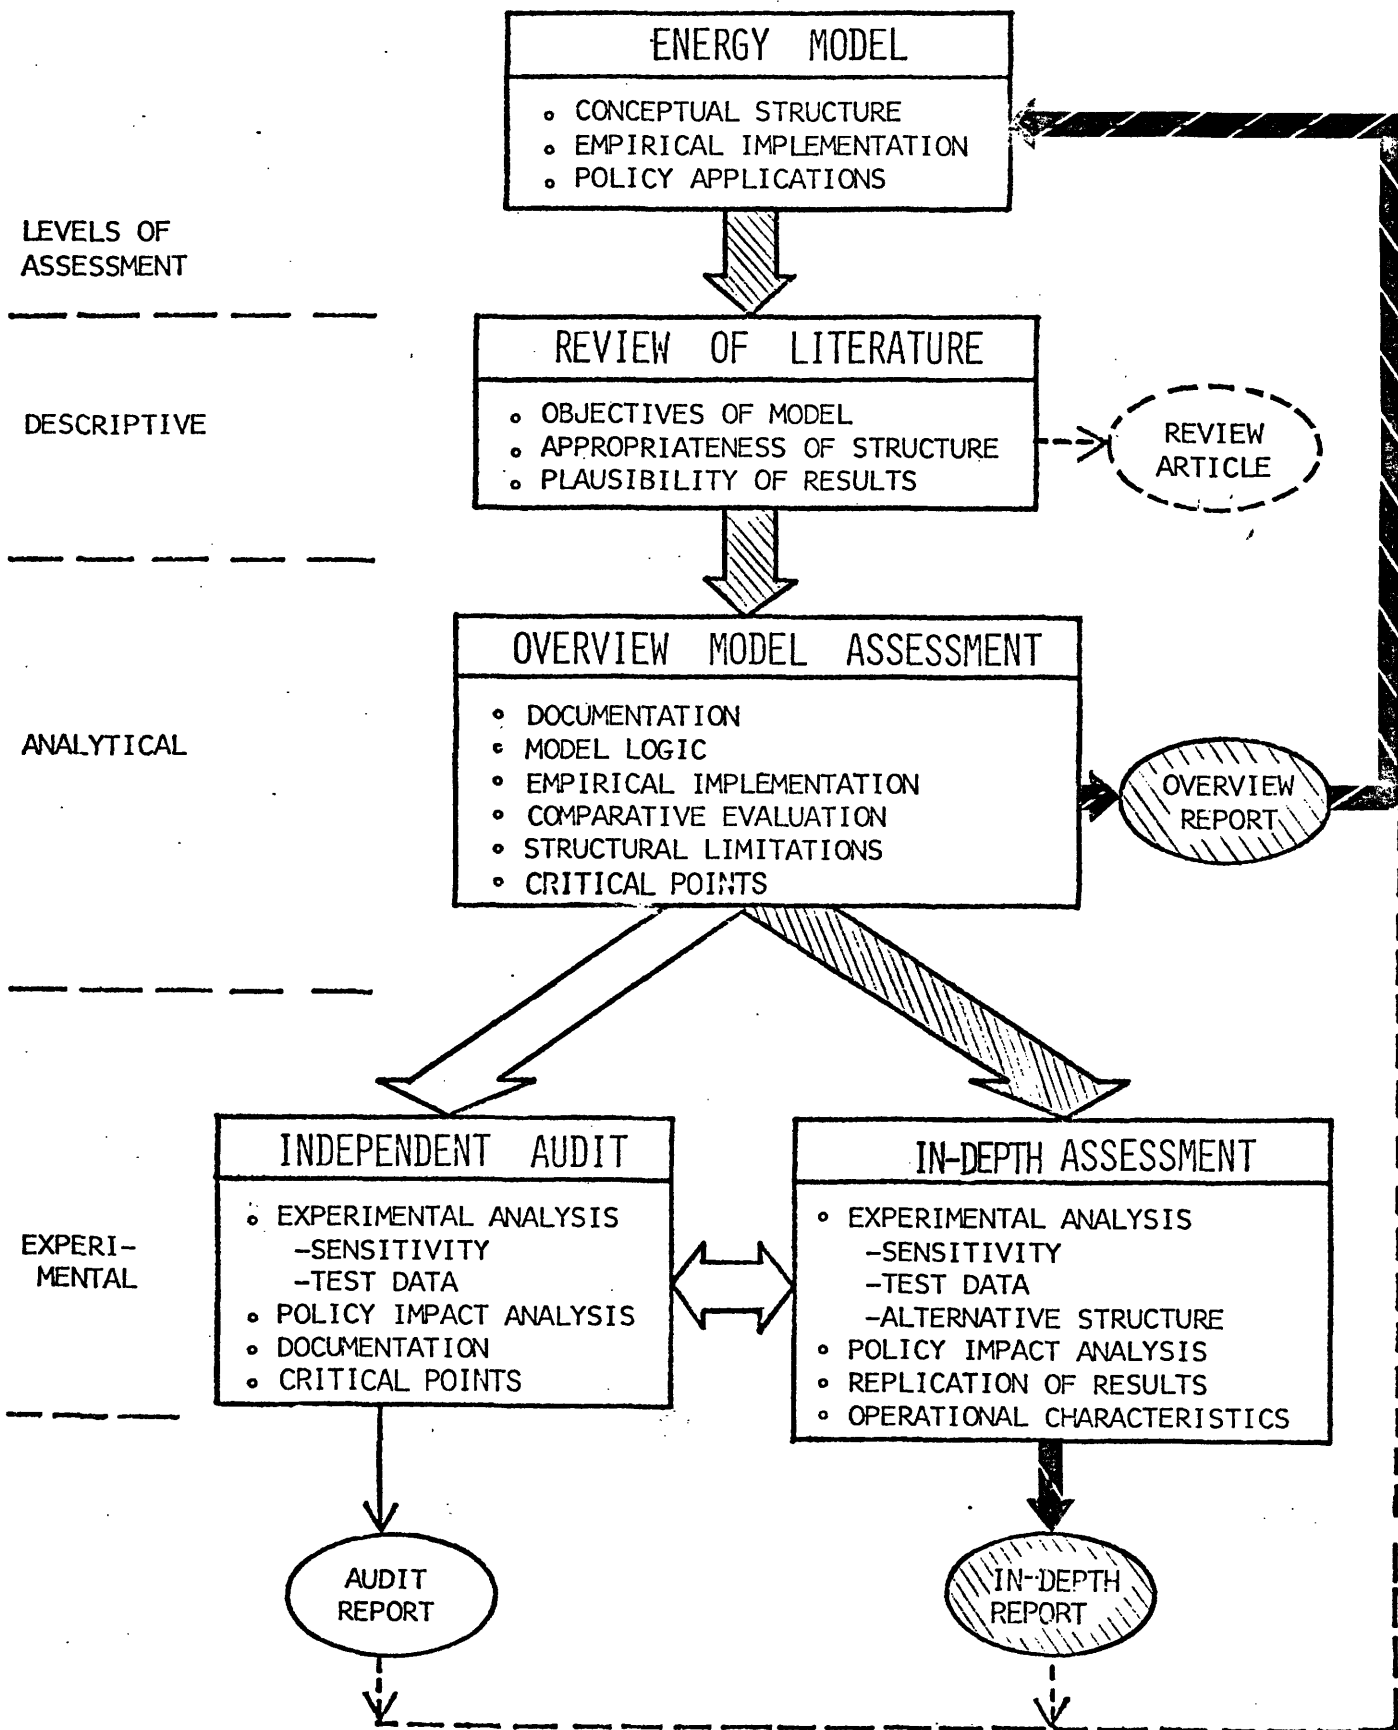 ENERGY MODEL
∘ CONCEPTUAL STRUCTURE
∘ EMPIRICAL IMPLEMENTATION
∘ POLICY APPLICATIONS
LEVELS OF
ASSESSMENT
REVIEW OF LITERATURE
∘ OBJECTIVES OF MODEL
∘ APPROPRIATENESS OF STRUCTURE
∘ PLAUSIBILITY OF RESULTS
DESCRIPTIVE
REVIEW
ARTICLE
OVERVIEW MODEL ASSESSMENT
∘ DOCUMENTATION
∘ MODEL LOGIC
∘ EMPIRICAL IMPLEMENTATION
∘ COMPARATIVE EVALUATION
∘ STRUCTURAL LIMITATIONS
∘ CRITICAL POINTS
ANALYTICAL
OVERVIEW
REPORT
INDEPENDENT AUDIT
∘ EXPERIMENTAL ANALYSIS
-SENSITIVITY
-TEST DATA
∘ POLICY IMPACT ANALYSIS
∘ DOCUMENTATION
∘ CRITICAL POINTS
EXPERI-
MENTAL
IN-DEPTH ASSESSMENT
∘ EXPERIMENTAL ANALYSIS
-SENSITIVITY
-TEST DATA
-ALTERNATIVE STRUCTURE
∘ POLICY IMPACT ANALYSIS
∘ REPLICATION OF RESULTS
∘ OPERATIONAL CHARACTERISTICS
AUDIT
REPORT
IN-DEPTH
REPORT